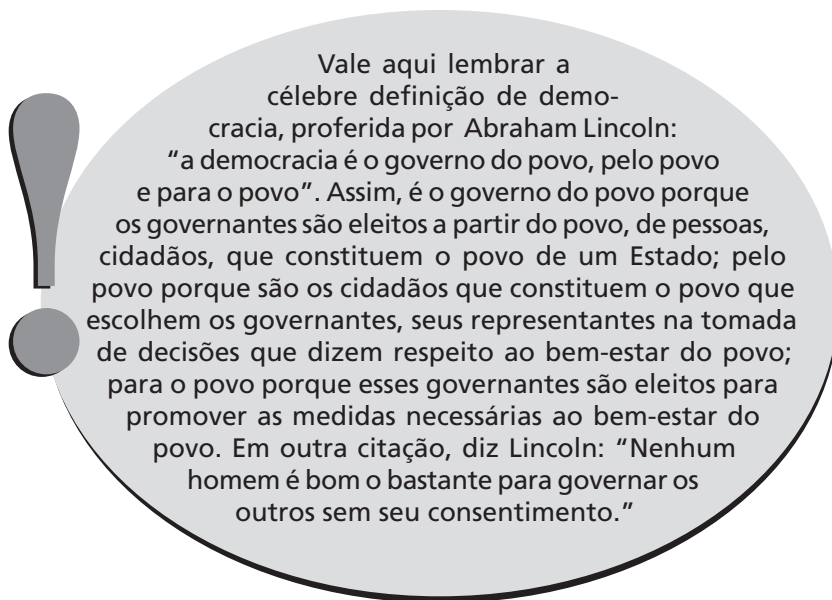 Vale aqui lembrar a
célebre definição de demo-
cracia, proferida por Abraham Lincoln:
“a democracia é o governo do povo, pelo povo
e para o povo”. Assim, é o governo do povo porque
os governantes são eleitos a partir do povo, de pessoas,
cidadãos, que constituem o povo de um Estado; pelo
povo porque são os cidadãos que constituem o povo que
escolhem os governantes, seus representantes na tomada
de decisões que dizem respeito ao bem-estar do povo;
para o povo porque esses governantes são eleitos para
promover as medidas necessárias ao bem-estar do
povo. Em outra citação, diz Lincoln: “Nenhum
homem é bom o bastante para governar os
outros sem seu consentimento.”